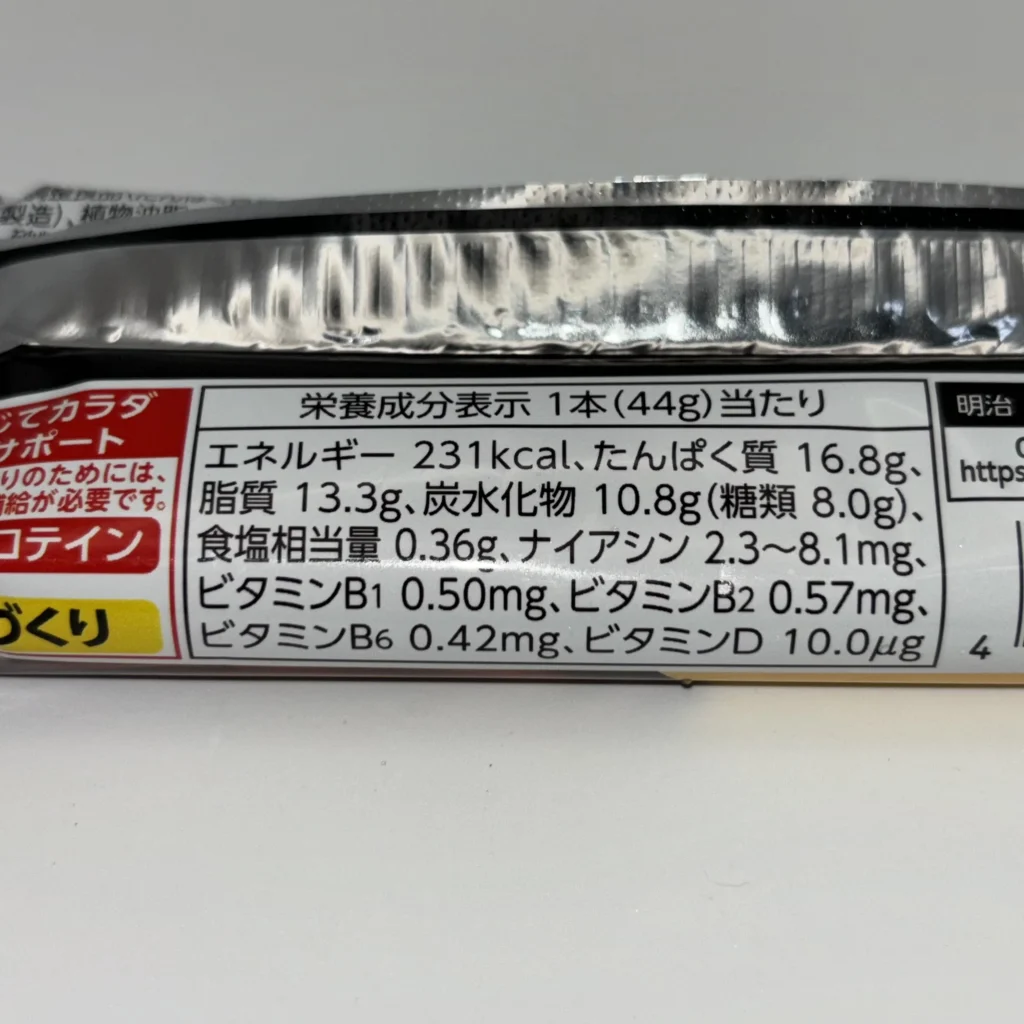 製造)、植物油脂
じてカラダ
サポート
りのためには、
補給が必要です。
ロテイン
づくり
栄養成分表示 1本(44g)当たり
エネルギー 231kcal、たんぱく質 16.8g、
脂質 13.3g、炭水化物 10.8g(糖類 8.0g)、
食塩相当量 0.36g、ナイアシン 2.3〜8.1mg、
ビタミンB1 0.50mg、ビタミンB2 0.57mg、
ビタミンB6 0.42mg、ビタミンD 10.0μg
明治
https
4